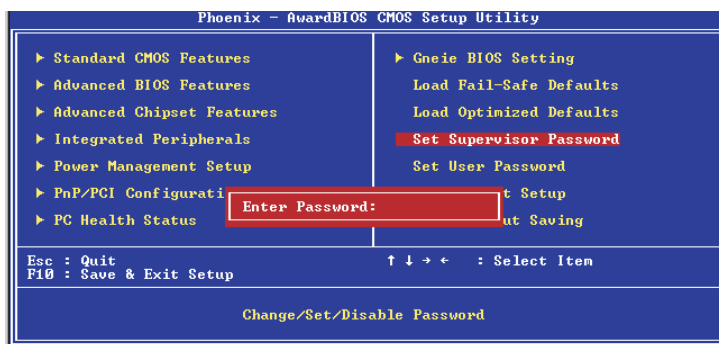 Phoenix - AwardBIOS CMOS Setup Utility
▶ Standard CMOS Features
▶ Advanced BIOS Features
▶ Advanced Chipset Features
▶ Integrated Peripherals
▶ Power Management Setup
▶ PnP/PCI Configurati
▶ PC Health Status
▶ Gneie BIOS Setting
Load Fail-Safe Defaults
Load Optimized Defaults
Set Supervisor Password
Set User Password
t Setup
ut Saving
Enter Password:
Esc : Quit
F10 : Save & Exit Setup
↑ ↓ → ← : Select Item
Change/Set/Disable Password